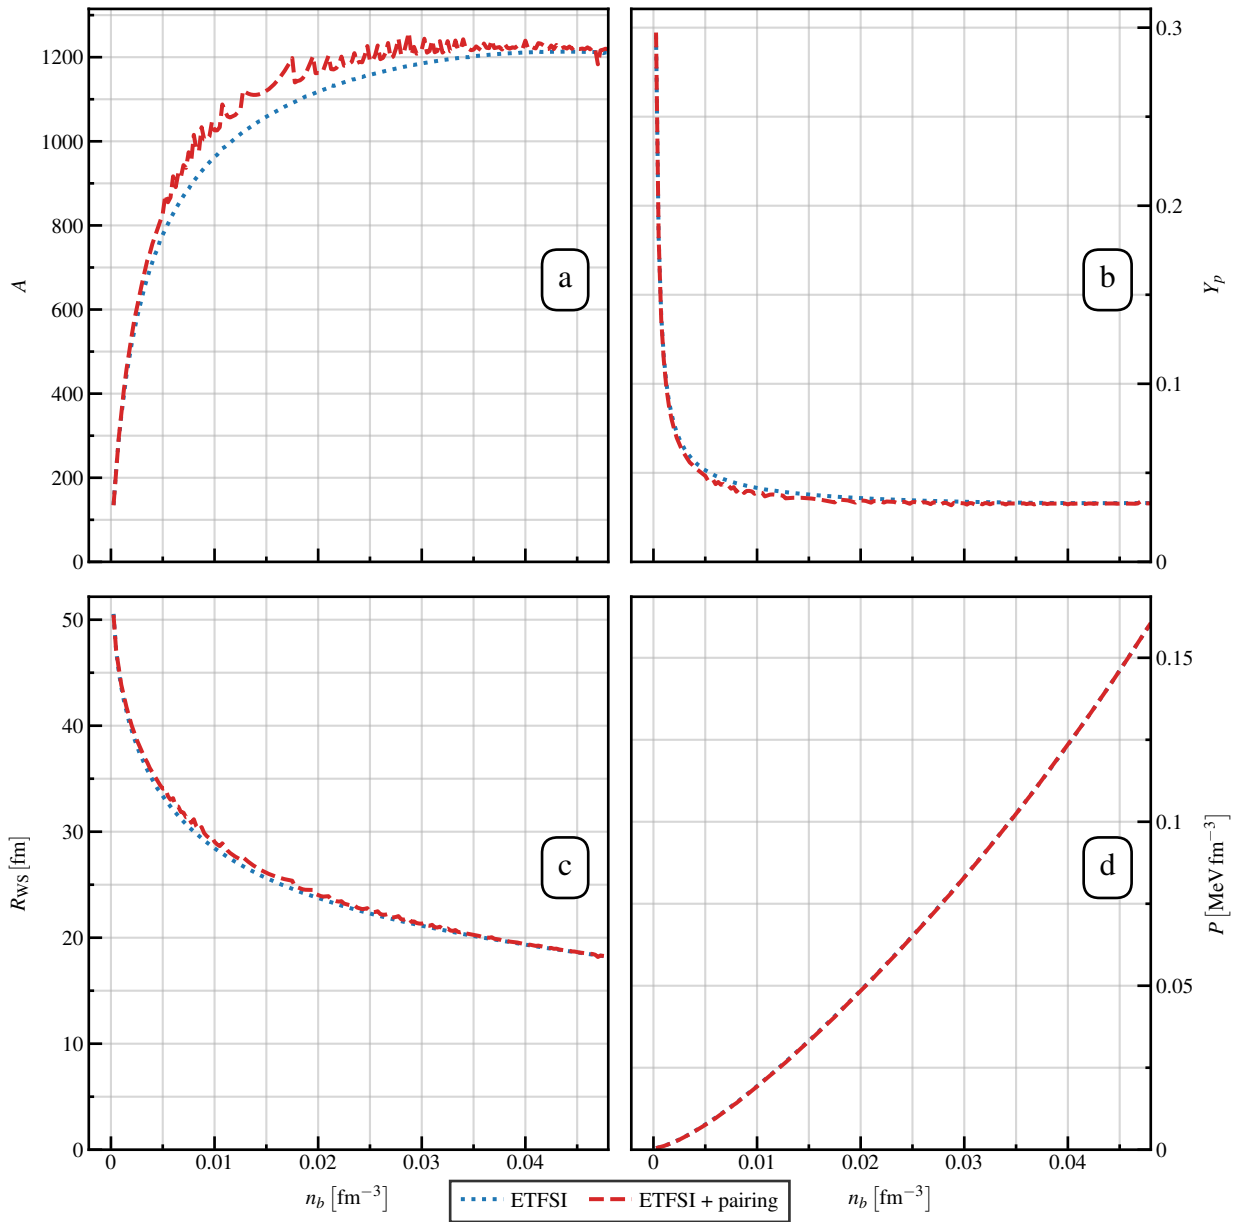 1200
1000
800
600
400
200
0
A
a
0.3
0.2
0.1
0
Y_p
b
50
40
30
20
10
0
R_WS [fm]
c
0.15
0.1
0.05
0
P [MeV fm⁻³]
d
0 0.01 0.02 0.03 0.04
0 0.01 0.02 0.03 0.04
n_b [fm⁻³]
n_b [fm⁻³]
ETFSI ETFSI + pairing